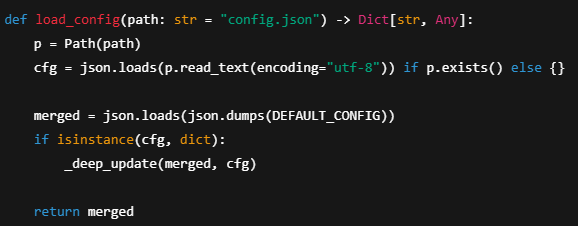 def load_config(path: str = "config.json") -> Dict[str, Any]:
    p = Path(path)
    cfg = json.loads(p.read_text(encoding="utf-8")) if p.exists() else {}

    merged = json.loads(json.dumps(DEFAULT_CONFIG))
    if isinstance(cfg, dict):
        _deep_update(merged, cfg)

    return merged